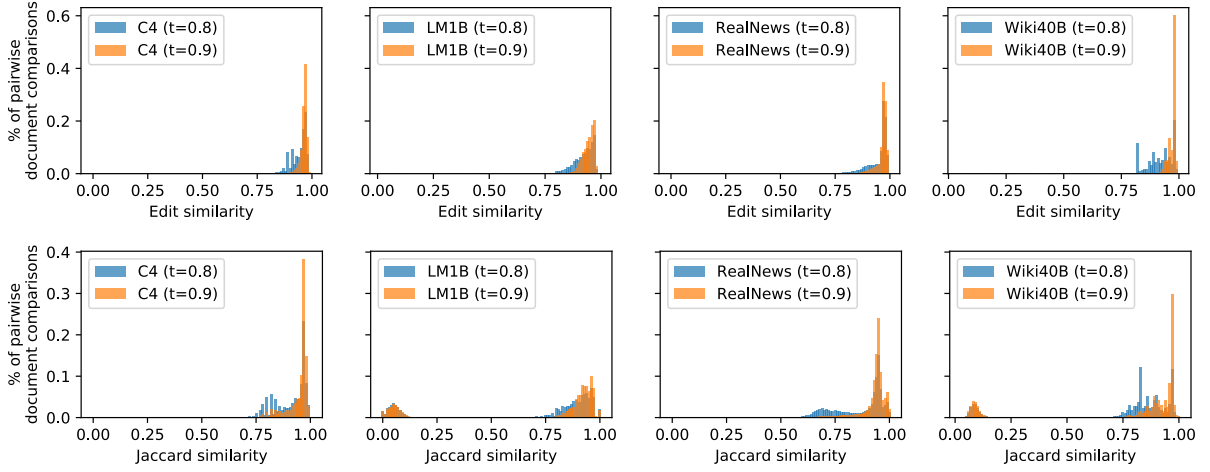 % of pairwise
document comparisons
0.6
0.4
0.2
0.0
C4 (t=0.8)
C4 (t=0.9)
0.00 0.25 0.50 0.75 1.00
Edit similarity
LM1B (t=0.8)
LM1B (t=0.9)
0.00 0.25 0.50 0.75 1.00
Edit similarity
RealNews (t=0.8)
RealNews (t=0.9)
0.00 0.25 0.50 0.75 1.00
Edit similarity
Wiki40B (t=0.8)
Wiki40B (t=0.9)
0.00 0.25 0.50 0.75 1.00
Edit similarity
% of pairwise
document comparisons
0.4
0.3
0.2
0.1
0.0
C4 (t=0.8)
C4 (t=0.9)
0.00 0.25 0.50 0.75 1.00
Jaccard similarity
LM1B (t=0.8)
LM1B (t=0.9)
0.00 0.25 0.50 0.75 1.00
Jaccard similarity
RealNews (t=0.8)
RealNews (t=0.9)
0.00 0.25 0.50 0.75 1.00
Jaccard similarity
Wiki40B (t=0.8)
Wiki40B (t=0.9)
0.00 0.25 0.50 0.75 1.00
Jaccard similarity